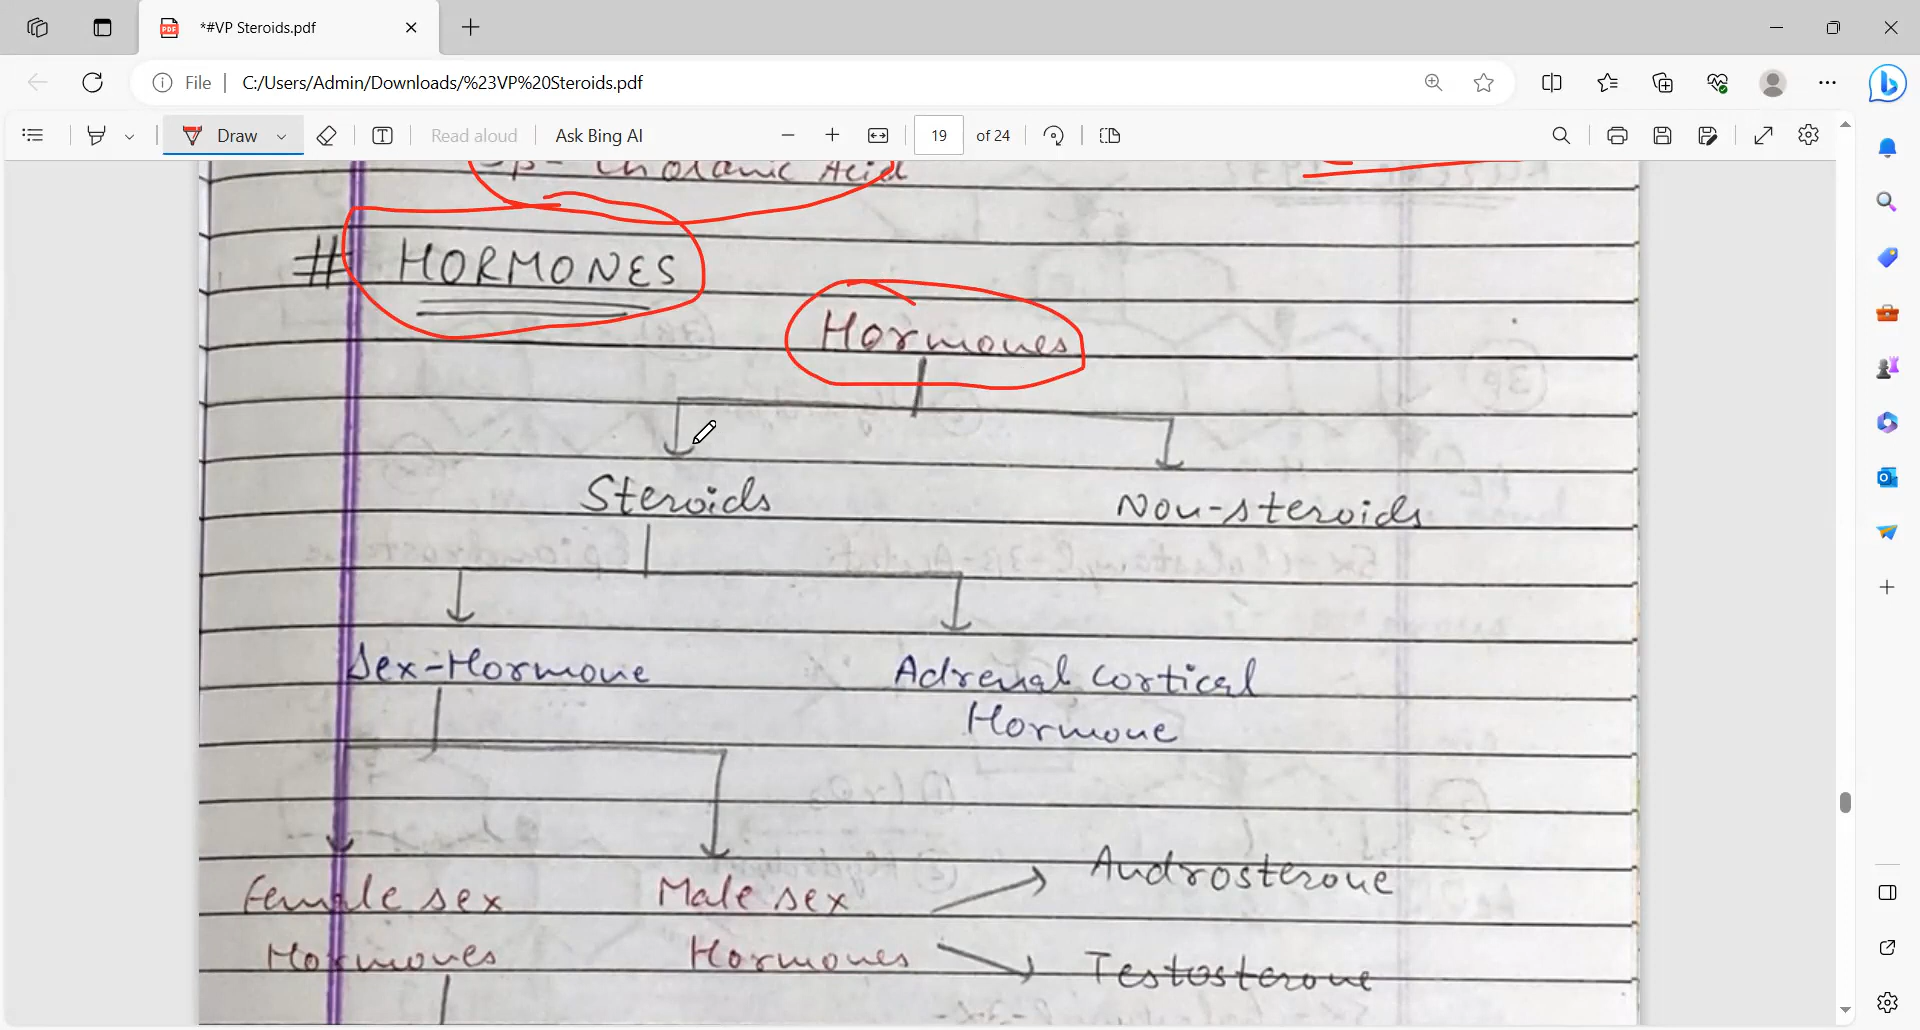 *#VP Steroids.pdf
File C:/Users/Admin/Downloads/%23VP%20Steroids.pdf
Draw Read aloud Ask Bing AI 19 of 24
-β- Cholanic Acid
# HORMONES
Hormones
Steroids Non-steroids
Sex-Hormone Adrenal Cortical
Hormone
Female sex Male sex Androsterone
Hormones Hormones Testosterone